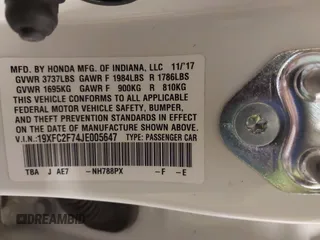 MFD. BY HONDA MFG. OF INDIANA, LLC 11/'17
GVWR 3737LBS GAWR F 1984LBS R 1786LBS
GVWR 1695KG GAWR F 900KG R 810KG
THIS VEHICLE CONFORMS TO ALL APPLICABLE
FEDERAL MOTOR VEHICLE SAFETY, BUMPER,
AND THEFT PREVENTION STANDARDS IN EFFECT
ON THE DATE OF MANUFACTURE SHOWN ABOVE.
V.I.N.:19XFC2F74JE005647 TYPE: PASSENGER CAR
TBA J AE7 -NH788PX -F -E
DREAMBID